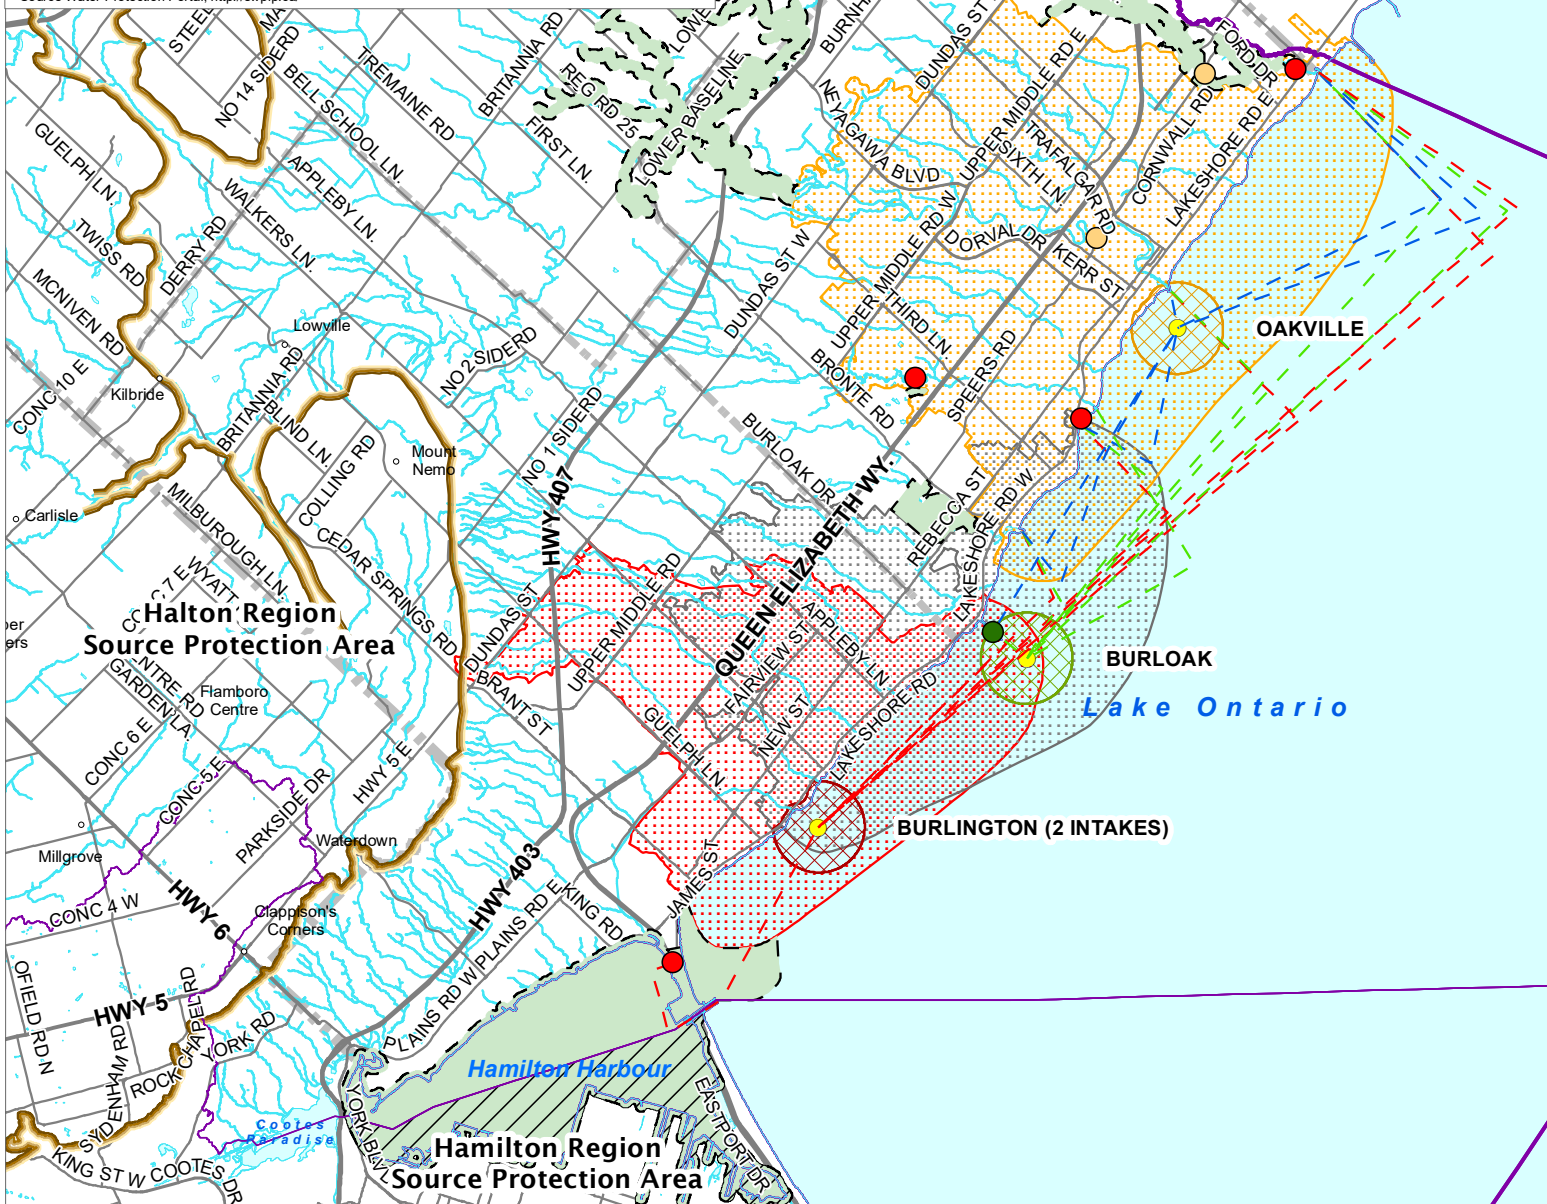 NO 14 SIDERD
TREMAINE RD
BRITANNIA RD
BELL SCHOOL LN.
REG RD 25
LOWER BASELINE
FIRST LN.
NEYAGAWA BLVD
DUNDAS ST
UPPER MIDDLE RD E
FORD DR
CORNWALL RD
LAKESHORE RD E
TRAFALGAR RD
SIXTH LN.
GUELPH LN.
APPLEBY LN.
WALKERS LN.
TWISS RD
DERRY RD
MCNIVEN RD
DORVAL DR
KERR ST
DUNDAS ST W
UPPER MIDDLE RD W
THIRD LN.
BRONTE RD
SPEERS RD
OAKVILLE
Lowville
NO 2 SIDERD
CONC 10 E
Kilbride
BRITANNIA RD
BLIND LN.
COLLING RD
Mount
Nemo
NO 1 SIDERD
BURLOAK DR.
QUEEN ELIZABETH WY.
REBECCA ST
LAKESHORE RD W
Carlisle
MILBOROUGH LN.
CEDAR SPRINGS RD
HWY 407
DUNDAS ST
UPPER MIDDLE RD
APPLEBY LN
FAIRVIEW ST
NEW ST
LAKESHORE RD
Halton Region
Source Protection Area
BURLOAK
Lake Ontario
CENTRE RD
GARDEN LA.
Flamboro
Centre
CONC 6 E
CONC 5 E
HWY 5 E
PARKSIDE DR
BRANT ST
GUELPH LN.
BURLINGTON (2 INTAKES)
Millgrove
Waterdown
HWY 6
CONC 4 W
Clappison's
Corners
HWY 403
KING RD
JAMES ST
PLAINS RD E
PLAINS RD W
HWY 5
YORK RD
ROCK CHAPEL RD
SYDENHAM RD
OFIELD RD N
Hamilton Harbour
EASTPORT DR
Cootes
Paradise
YORK BLVL
Hamilton Region
Source Protection Area
KING ST W
COOTES DR